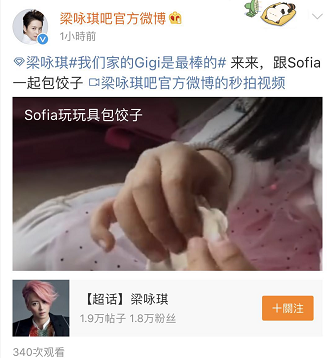 梁咏琪吧官方微博
1小時前
梁咏琪#我们家的Gigi是最棒的# 来来，跟Sofia
一起包饺子 梁咏琪吧官方微博的秒拍视频
Sofia玩玩具包饺子
【超话】梁咏琪
1.9万帖子 1.8万粉丝
＋關注
340次观看